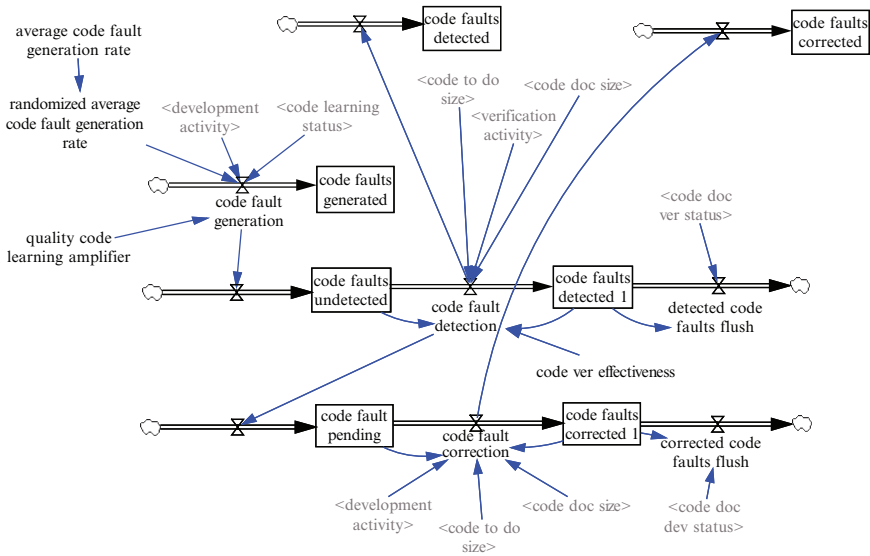 code faults
detected
code faults
corrected
average code fault
generation rate
<code to do
size>
<code doc size>
randomized average
code fault generation
rate
<development
activity>
<code learning
status>
<verification
activity>
code faults
generated
code fault
generation
<code doc
ver status>
quality code
learning amplifier
code faults
undetected
code fault
detection
code faults
detected 1
detected code
faults flush
code ver effectiveness
code fault
pending
code fault
correction
code faults
corrected 1
corrected code
faults flush
<development
activity>
<code to do
size>
<code doc size>
<code doc
dev status>